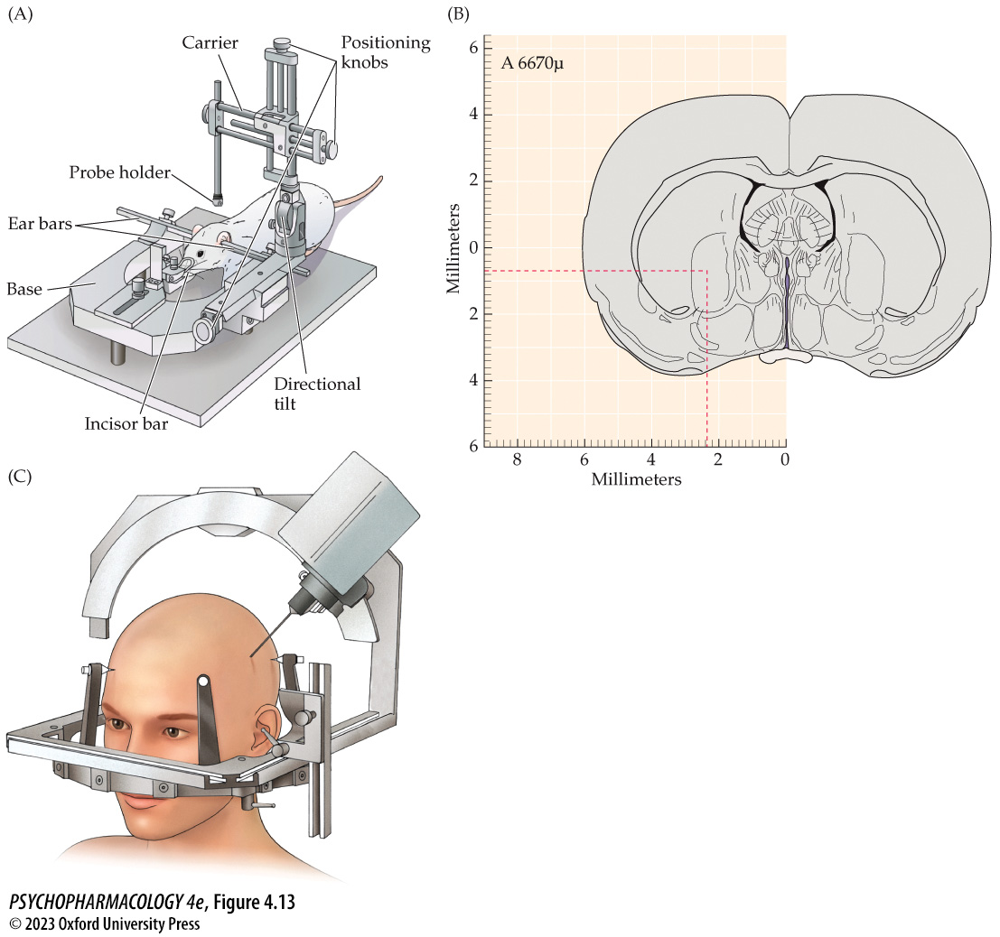 (A)
Carrier
Positioning
knobs
Probe holder
Ear bars
Base
Directional
tilt
Incisor bar
(B)
A 6670µ
Millimeters
6
4
2
0
2
4
6
8
6
4
2
0
Millimeters
(C)
PSYCHOPHARMACOLOGY 4e, Figure 4.13
© 2023 Oxford University Press